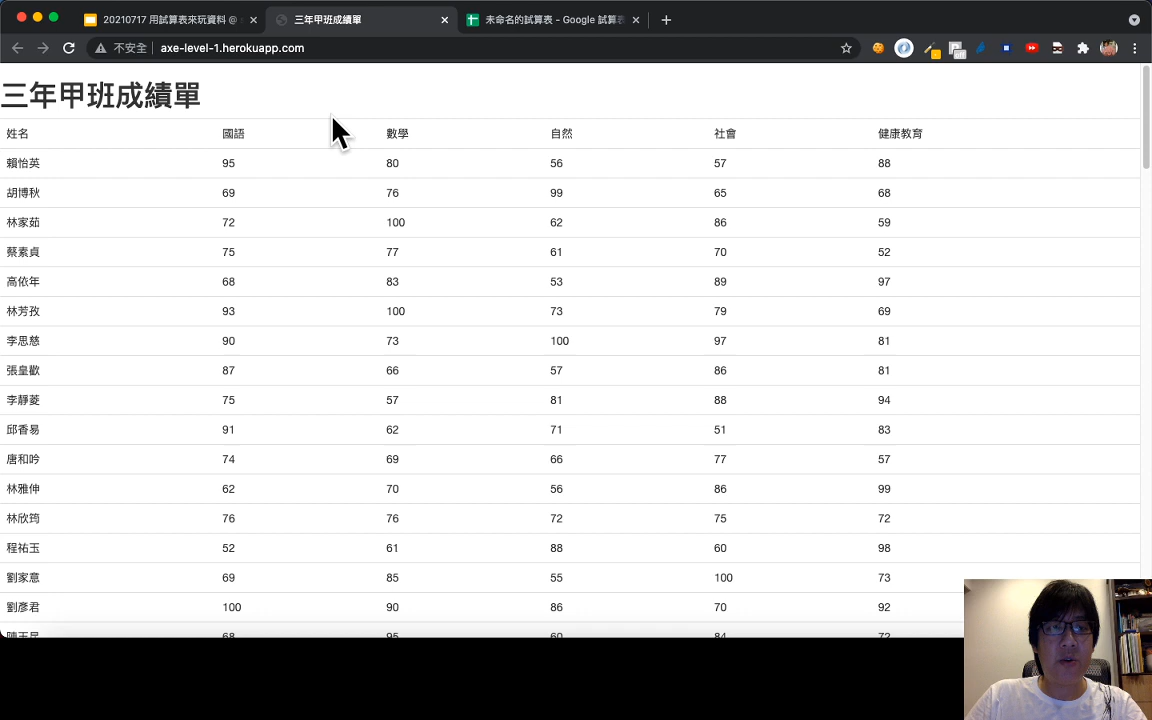 20210717 用試算表來玩資料 @
三年甲班成績單
未命名的試算表 - Google 試算表
不安全
axe-level-1.herokuapp.com
三年甲班成績單
姓名 國語 數學 自然 社會 健康教育
賴怡英 95 80 56 57 88
胡博秋 69 76 99 65 68
林家茹 72 100 62 86 59
蔡素貞 75 77 61 70 52
高依年 68 83 53 89 97
林芳孜 93 100 73 79 69
李思慈 90 73 100 97 81
張皇歡 87 66 57 86 81
李靜菱 75 57 81 88 94
邱香易 91 62 71 51 83
唐和吟 74 69 66 77 57
林雅伸 62 70 56 86 99
林欣筠 76 76 72 75 72
程祐玉 52 61 88 60 98
劉家意 69 85 55 100 73
劉彥君 100 90 86 70 92
68 95 60 84 72